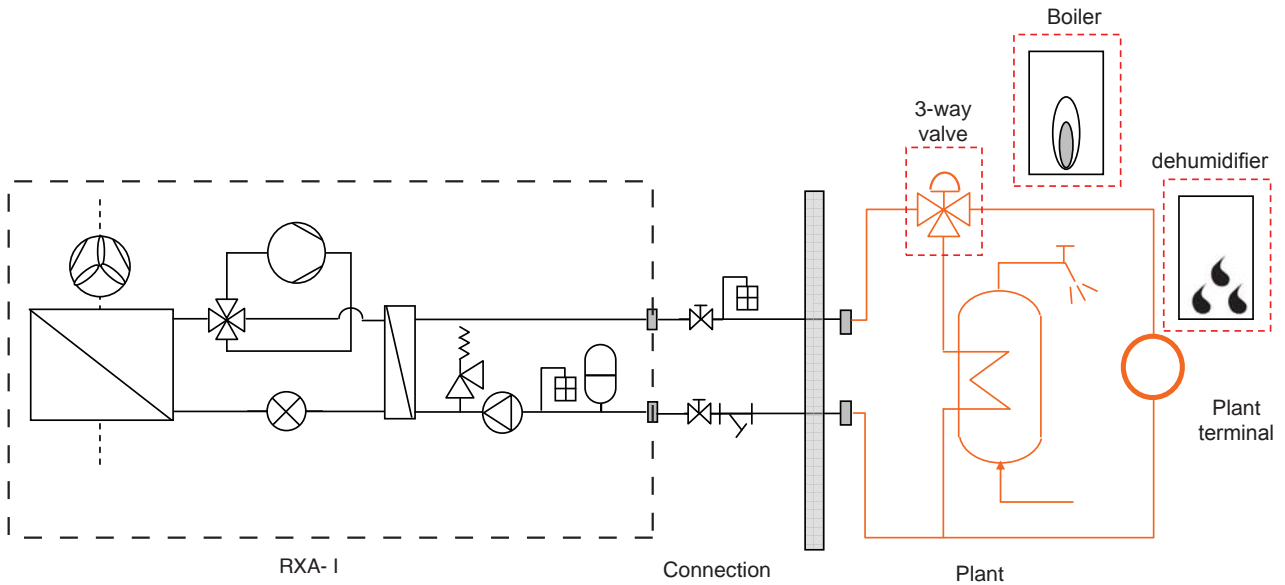 Boiler
3-way
valve
dehumidifier
Plant
terminal
RXA- I
Connection
Plant